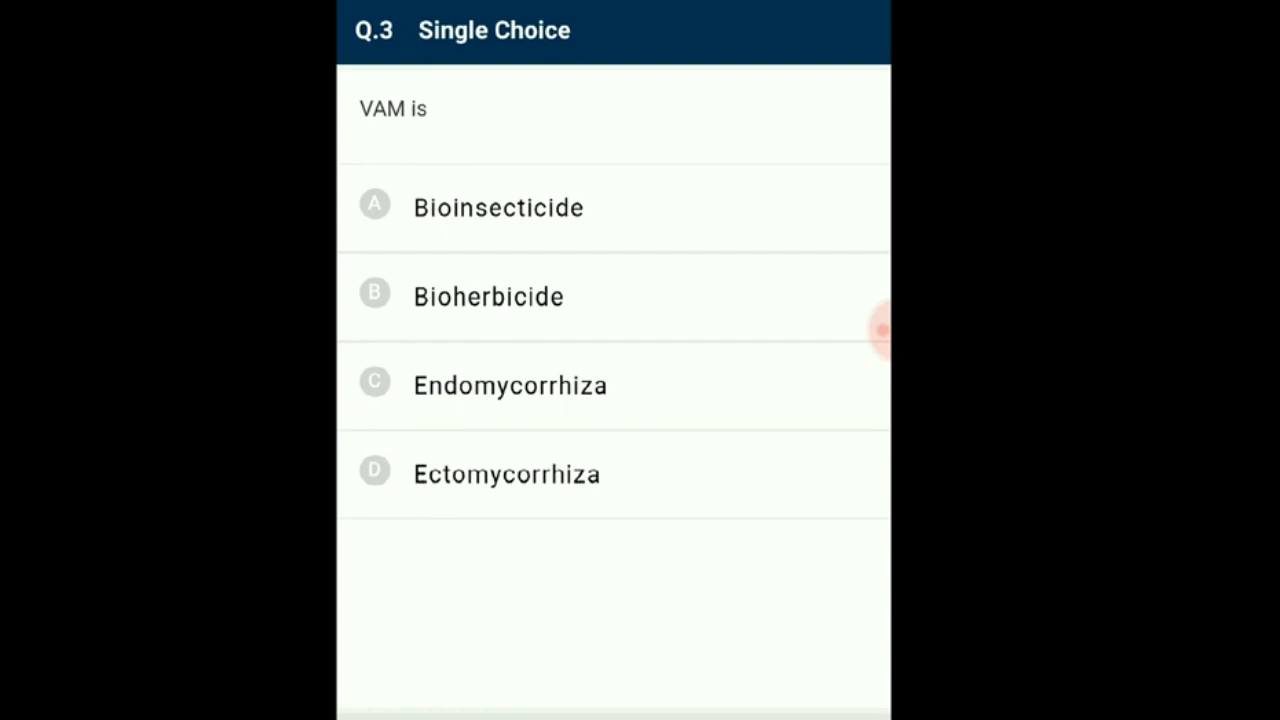 Q.3 Single Choice
VAM is
A Bioinsecticide
B Bioherbicide
C Endomycorrhiza
D Ectomycorrhiza